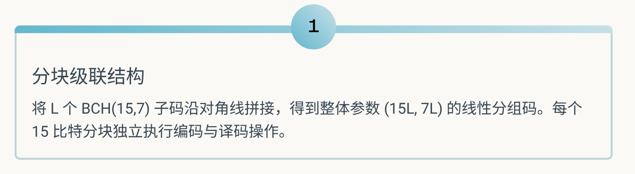 1
分块级联结构
将 L 个 BCH(15,7) 子码沿对角线拼接，得到整体参数 (15L, 7L) 的线性分组码。每个
15 比特分块独立执行编码与译码操作。